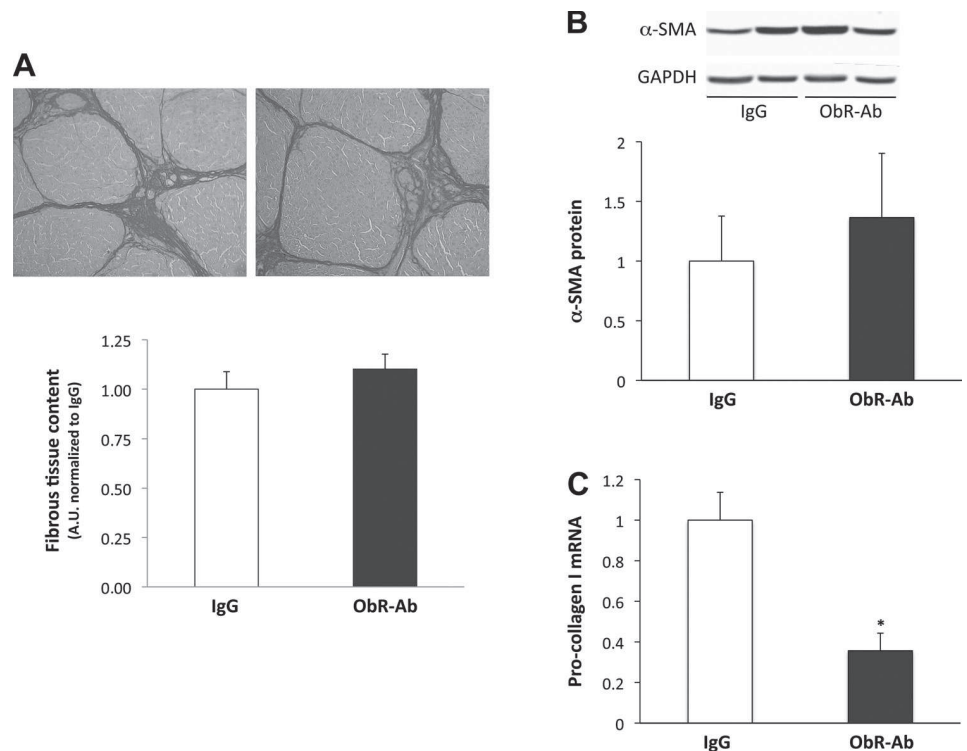 A
1.25
1.00
0.75
0.50
0.25
0.00
Fibrous tissue content
(A.U. normalized to IgG)
IgG ObR-Ab
B
α-SMA
GAPDH
IgG ObR-Ab
2
1.5
1
0.5
0
α-SMA protein
IgG ObR-Ab
C
1.2
1
0.8
0.6
0.4
0.2
0
Pro-collagen I mRNA
*
IgG ObR-Ab